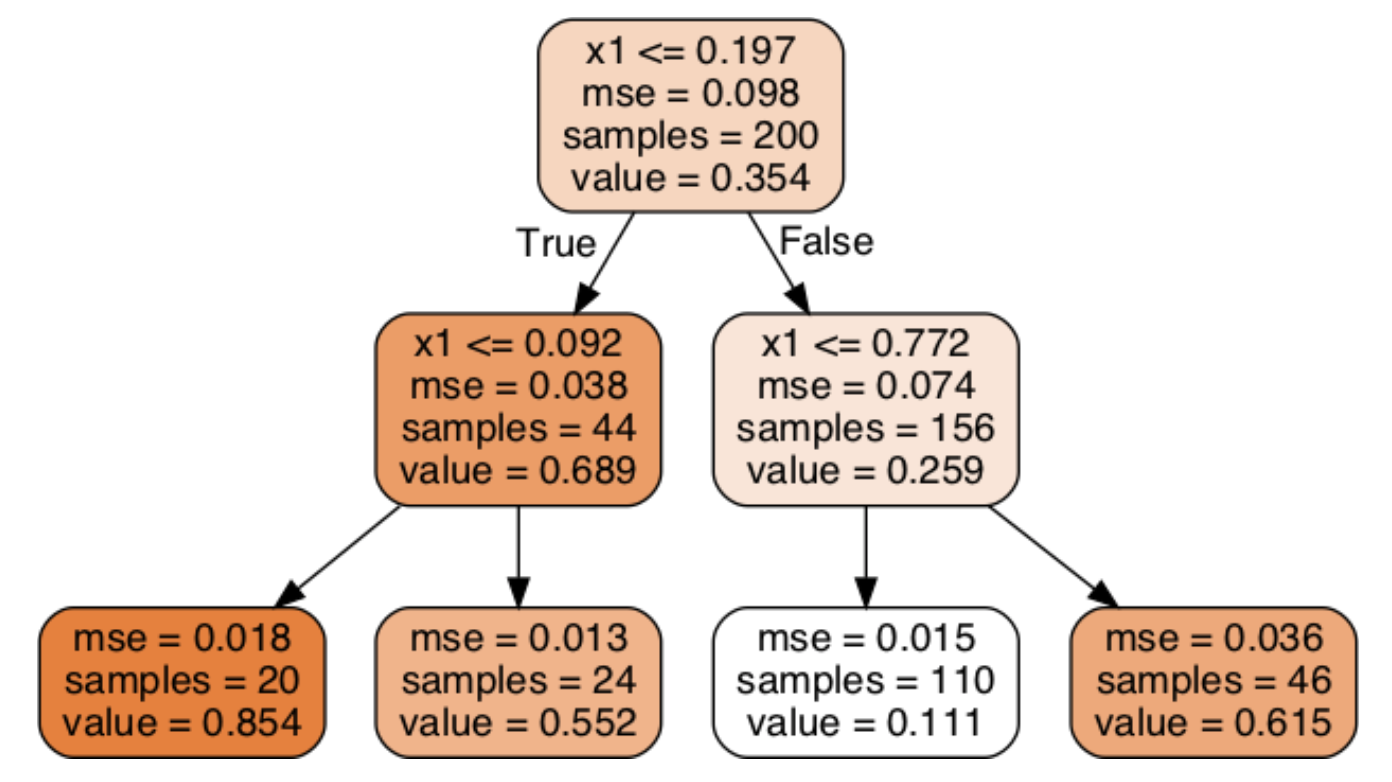 x1 <= 0.197
mse = 0.098
samples = 200
value = 0.354
True
False
x1 <= 0.092
mse = 0.038
samples = 44
value = 0.689
x1 <= 0.772
mse = 0.074
samples = 156
value = 0.259
mse = 0.018
samples = 20
value = 0.854
mse = 0.013
samples = 24
value = 0.552
mse = 0.015
samples = 110
value = 0.111
mse = 0.036
samples = 46
value = 0.615